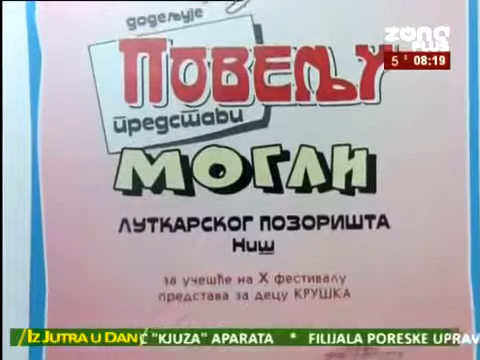 додељује
ПОВЕЉУ
представи
МОГЛИ
ЛУТКАРСКОГ ПОЗОРИШТА
Ниш
за учешће на X фестивалу
представа за децу КРУШКА
zona
PLUS
5° 08:19
Iz Jutra u Dan
Ć "KJUZA" APARATA * FILIJALA PORESKE UPRAV